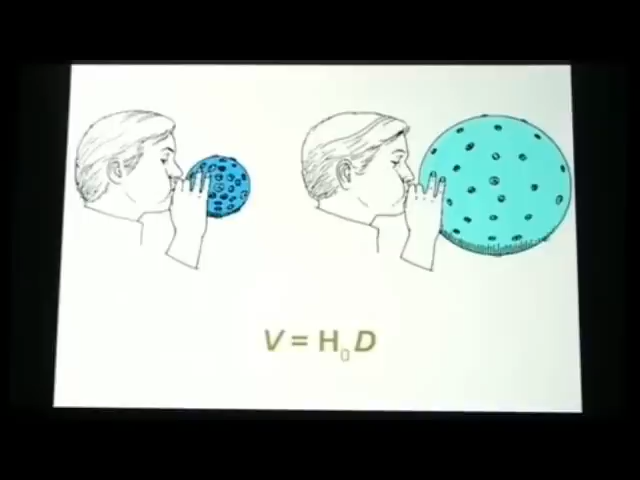 V = H₀D